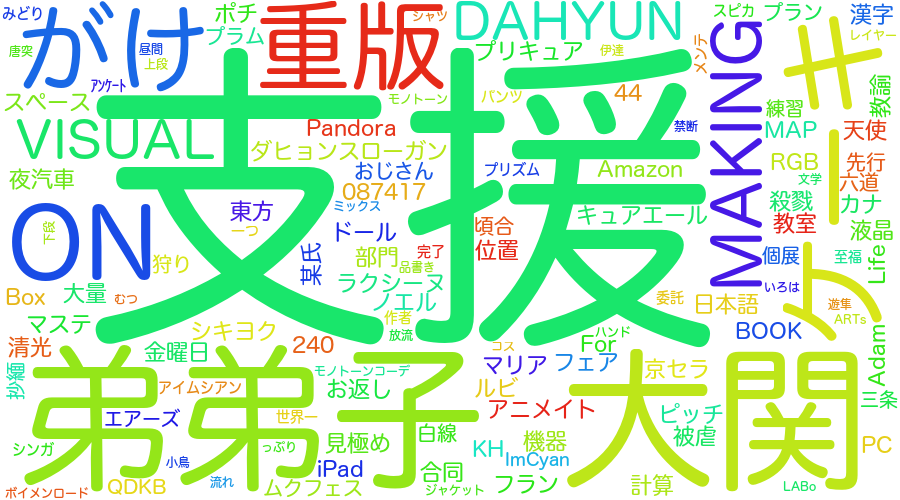 みどり
がけ
重版
シャツ
ポチ
プラム
DAHYUN
スピカ
プラン
漢字
レイヤー
唐突
昼間
上段
アンケート
プリキュア
伊達
メンテ
MAKING
キーケ
教諭
スペース
モノトーン
パンツ
44
練習
VISUAL
支援
Pandora
禁断
MAP
天使
ダヒョンスローガン
おじさん
プリズム
Amazon
RGB
先行
夜汽車
087417
文学
六道
ON
東方
ミックス
キュアエール
殺戮
カナ
一つ
ドール
頃合
教室
液晶
下段
某氏
部門
完了
位置
個展
至福
Life
狩り
品書き
ラクシーヌ
いろは
Box
大量
むつ
ノエル
委託
日本語
遊隼
マステ
シキヨク
作者
放流
ハンド
BOOK
ARTs
清光
金曜日
240
コス
For
Adam
抄緬
弟弟子
モノトーンコーデ
マリア
フェア
大関
京セラ
アイムシアン
お返し
ルビ
三条
エアーズ
世界一
アニメイト
ピッチ
シンガ
っぷり
見極め
白線
KH
機器
被虐
PC
小鳥
iPad
合同
ImCyan
ボイメンロード
QDKB
流れ
ムクフェス
ジャケット
フラン
計算
LABo